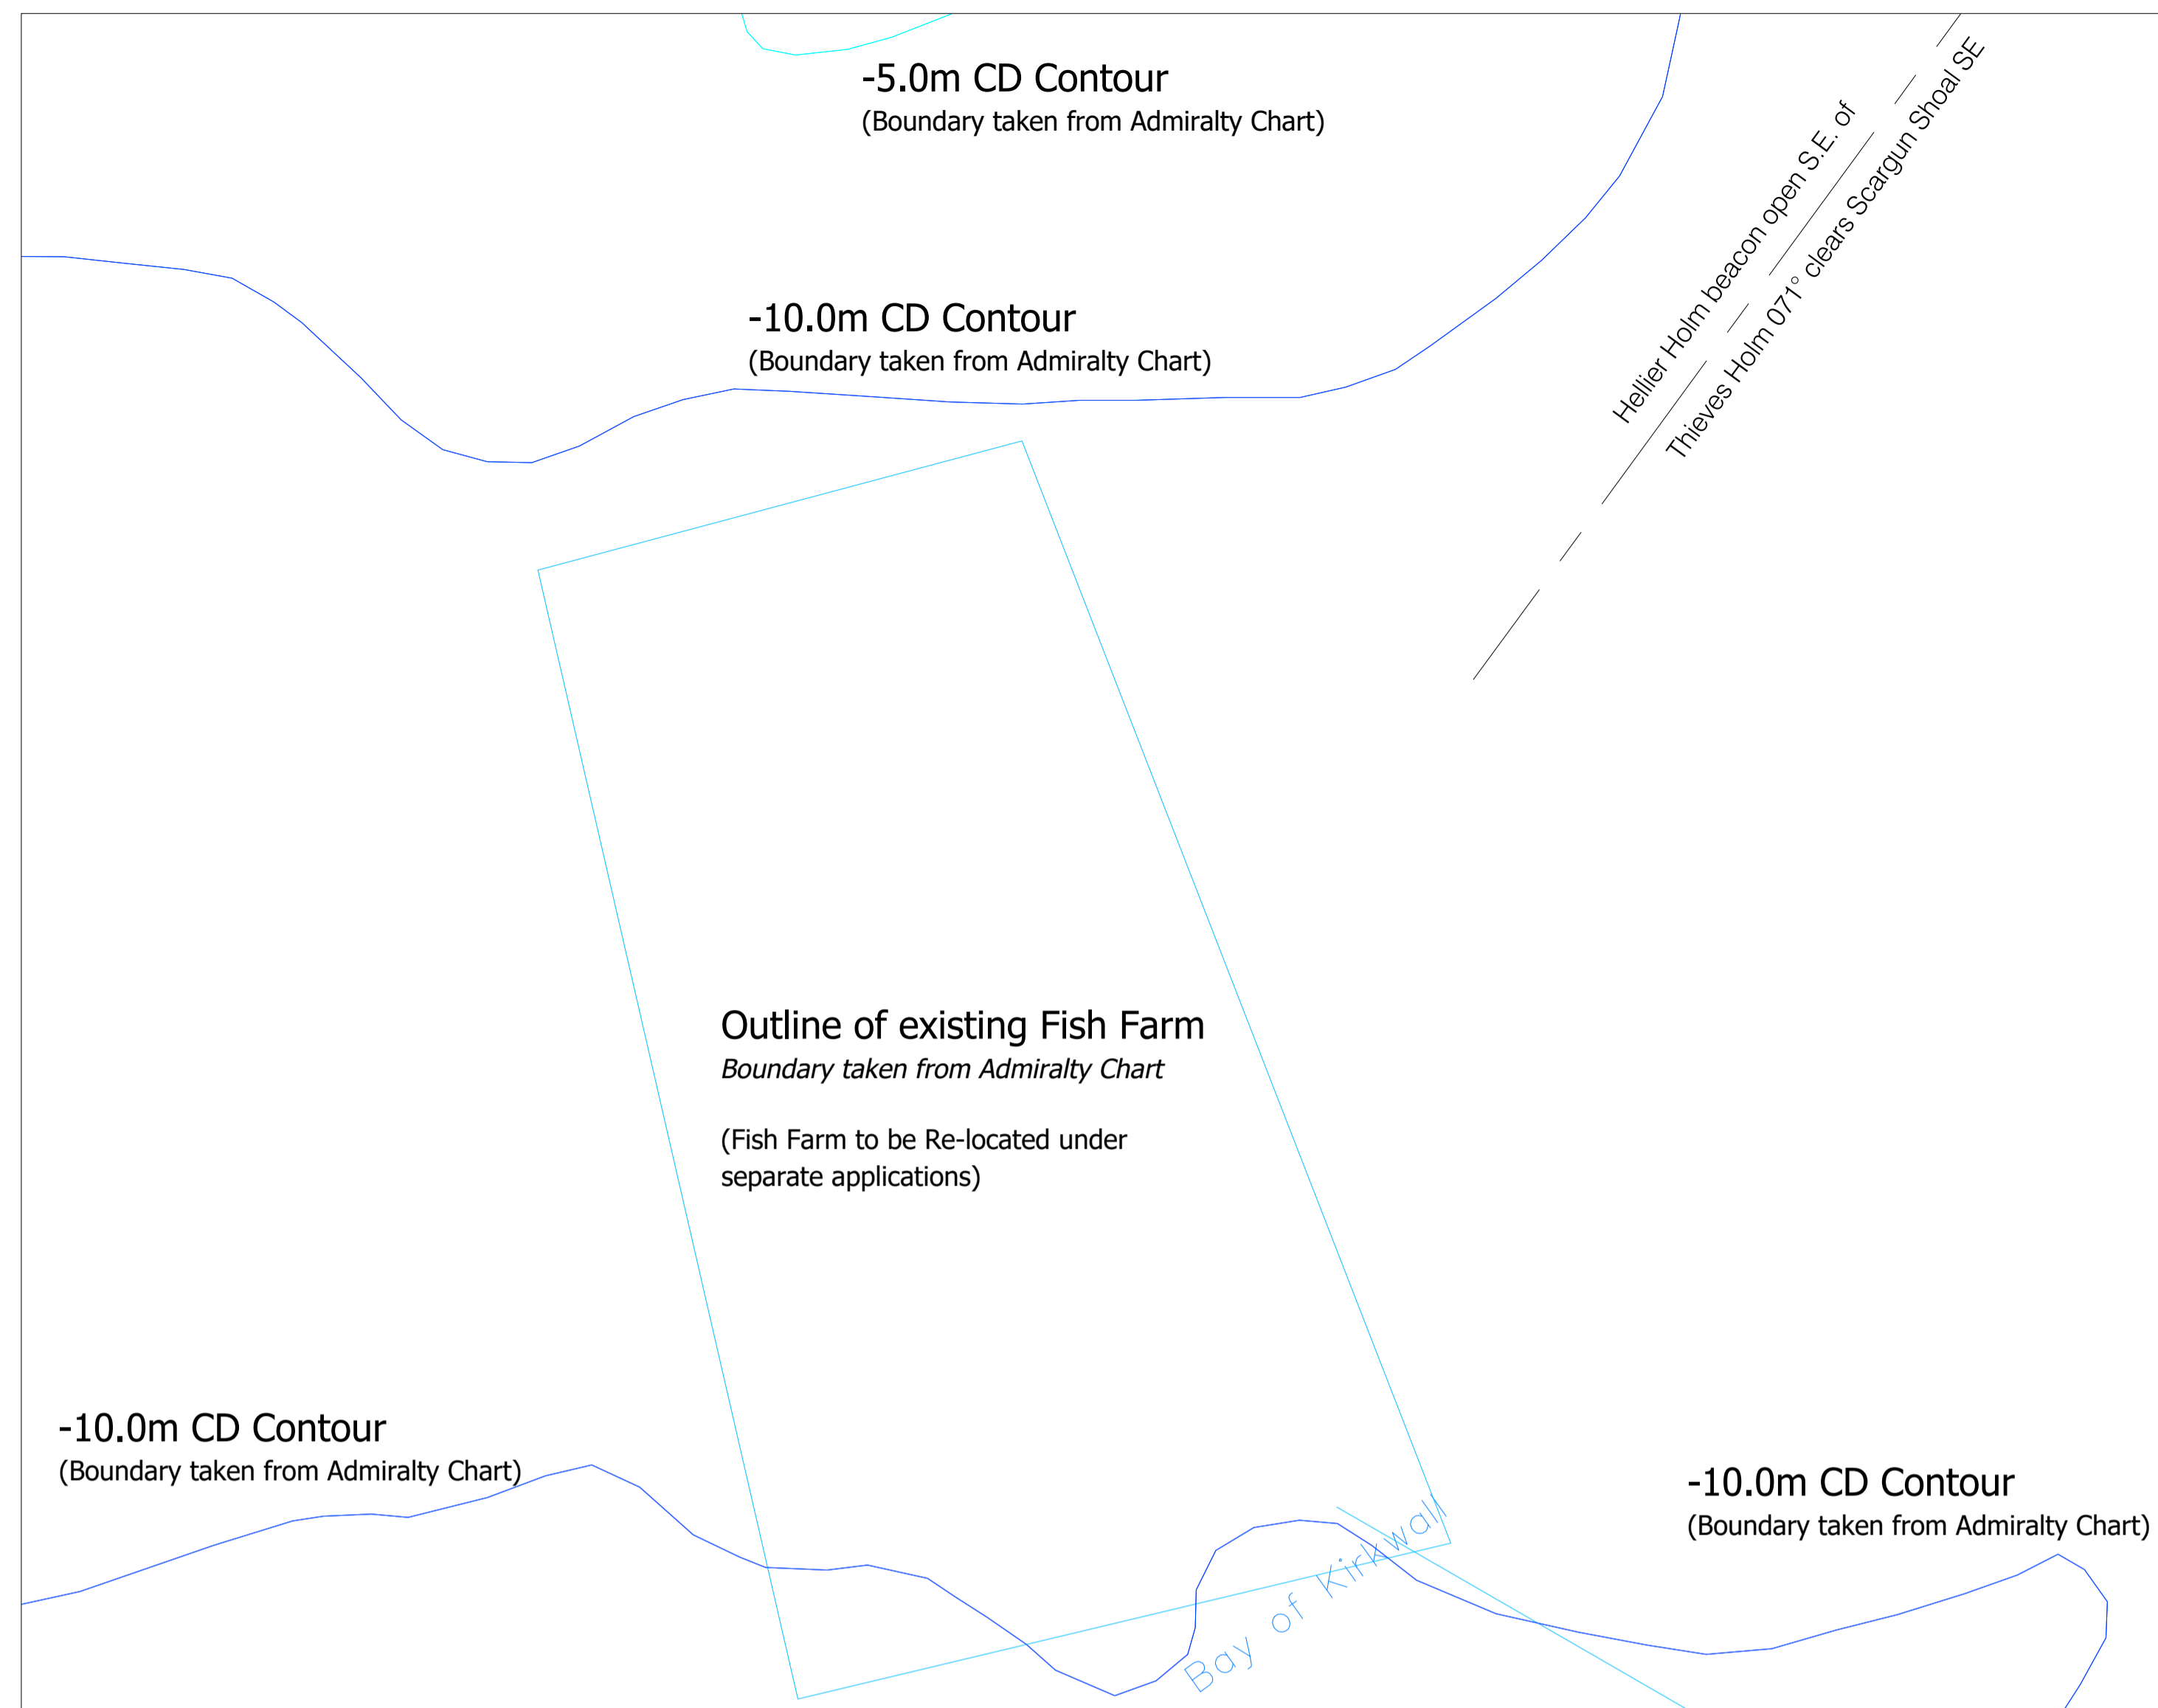 -5.0m CD Contour
(Boundary taken from Admiralty Chart)
Hellier Holm beacon open S.E. of
Thieves Holm 071° clears Scargun Shoal SE
-10.0m CD Contour
(Boundary taken from Admiralty Chart)
Outline of existing Fish Farm
Boundary taken from Admiralty Chart
(Fish Farm to be Re-located under
separate applications)
-10.0m CD Contour
(Boundary taken from Admiralty Chart)
-10.0m CD Contour
(Boundary taken from Admiralty Chart)
Bay of Kirkwall